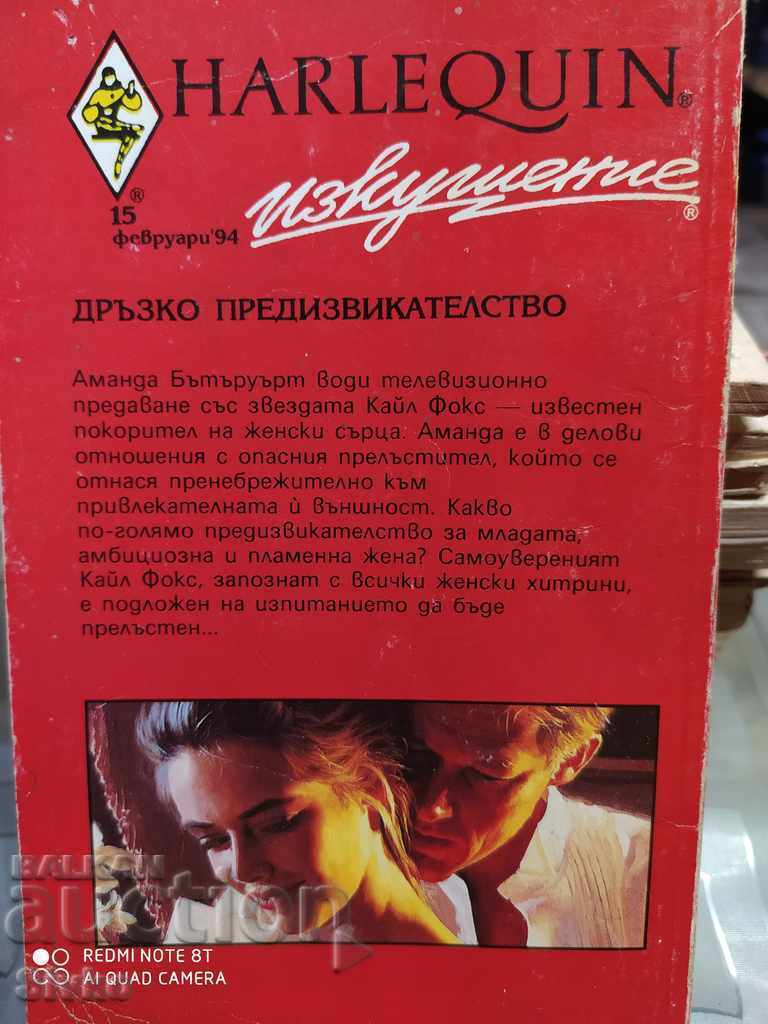 HARLEQUIN®
изкушение®
®
15
февруари'94
ДРЪЗКО ПРЕДИЗВИКАТЕЛСТВО
Аманда Бътъруърт води телевизионно
предаване със звездата Кайл Фокс — известен
покорител на женски сърца. Аманда е в делови
отношения с опасния прелъстител, който се
отнася пренебрежително към
привлекателната ѝ външност. Какво
по-голямо предизвикателство за младата,
амбициозна и пламенна жена? Самоувереният
Кайл Фокс, запознат с всички женски хитрини,
е подложен на изпитанието да бъде
прелъстен...
BALKAN
auction
REDMI NOTE 8T
AI QUAD CAMERA